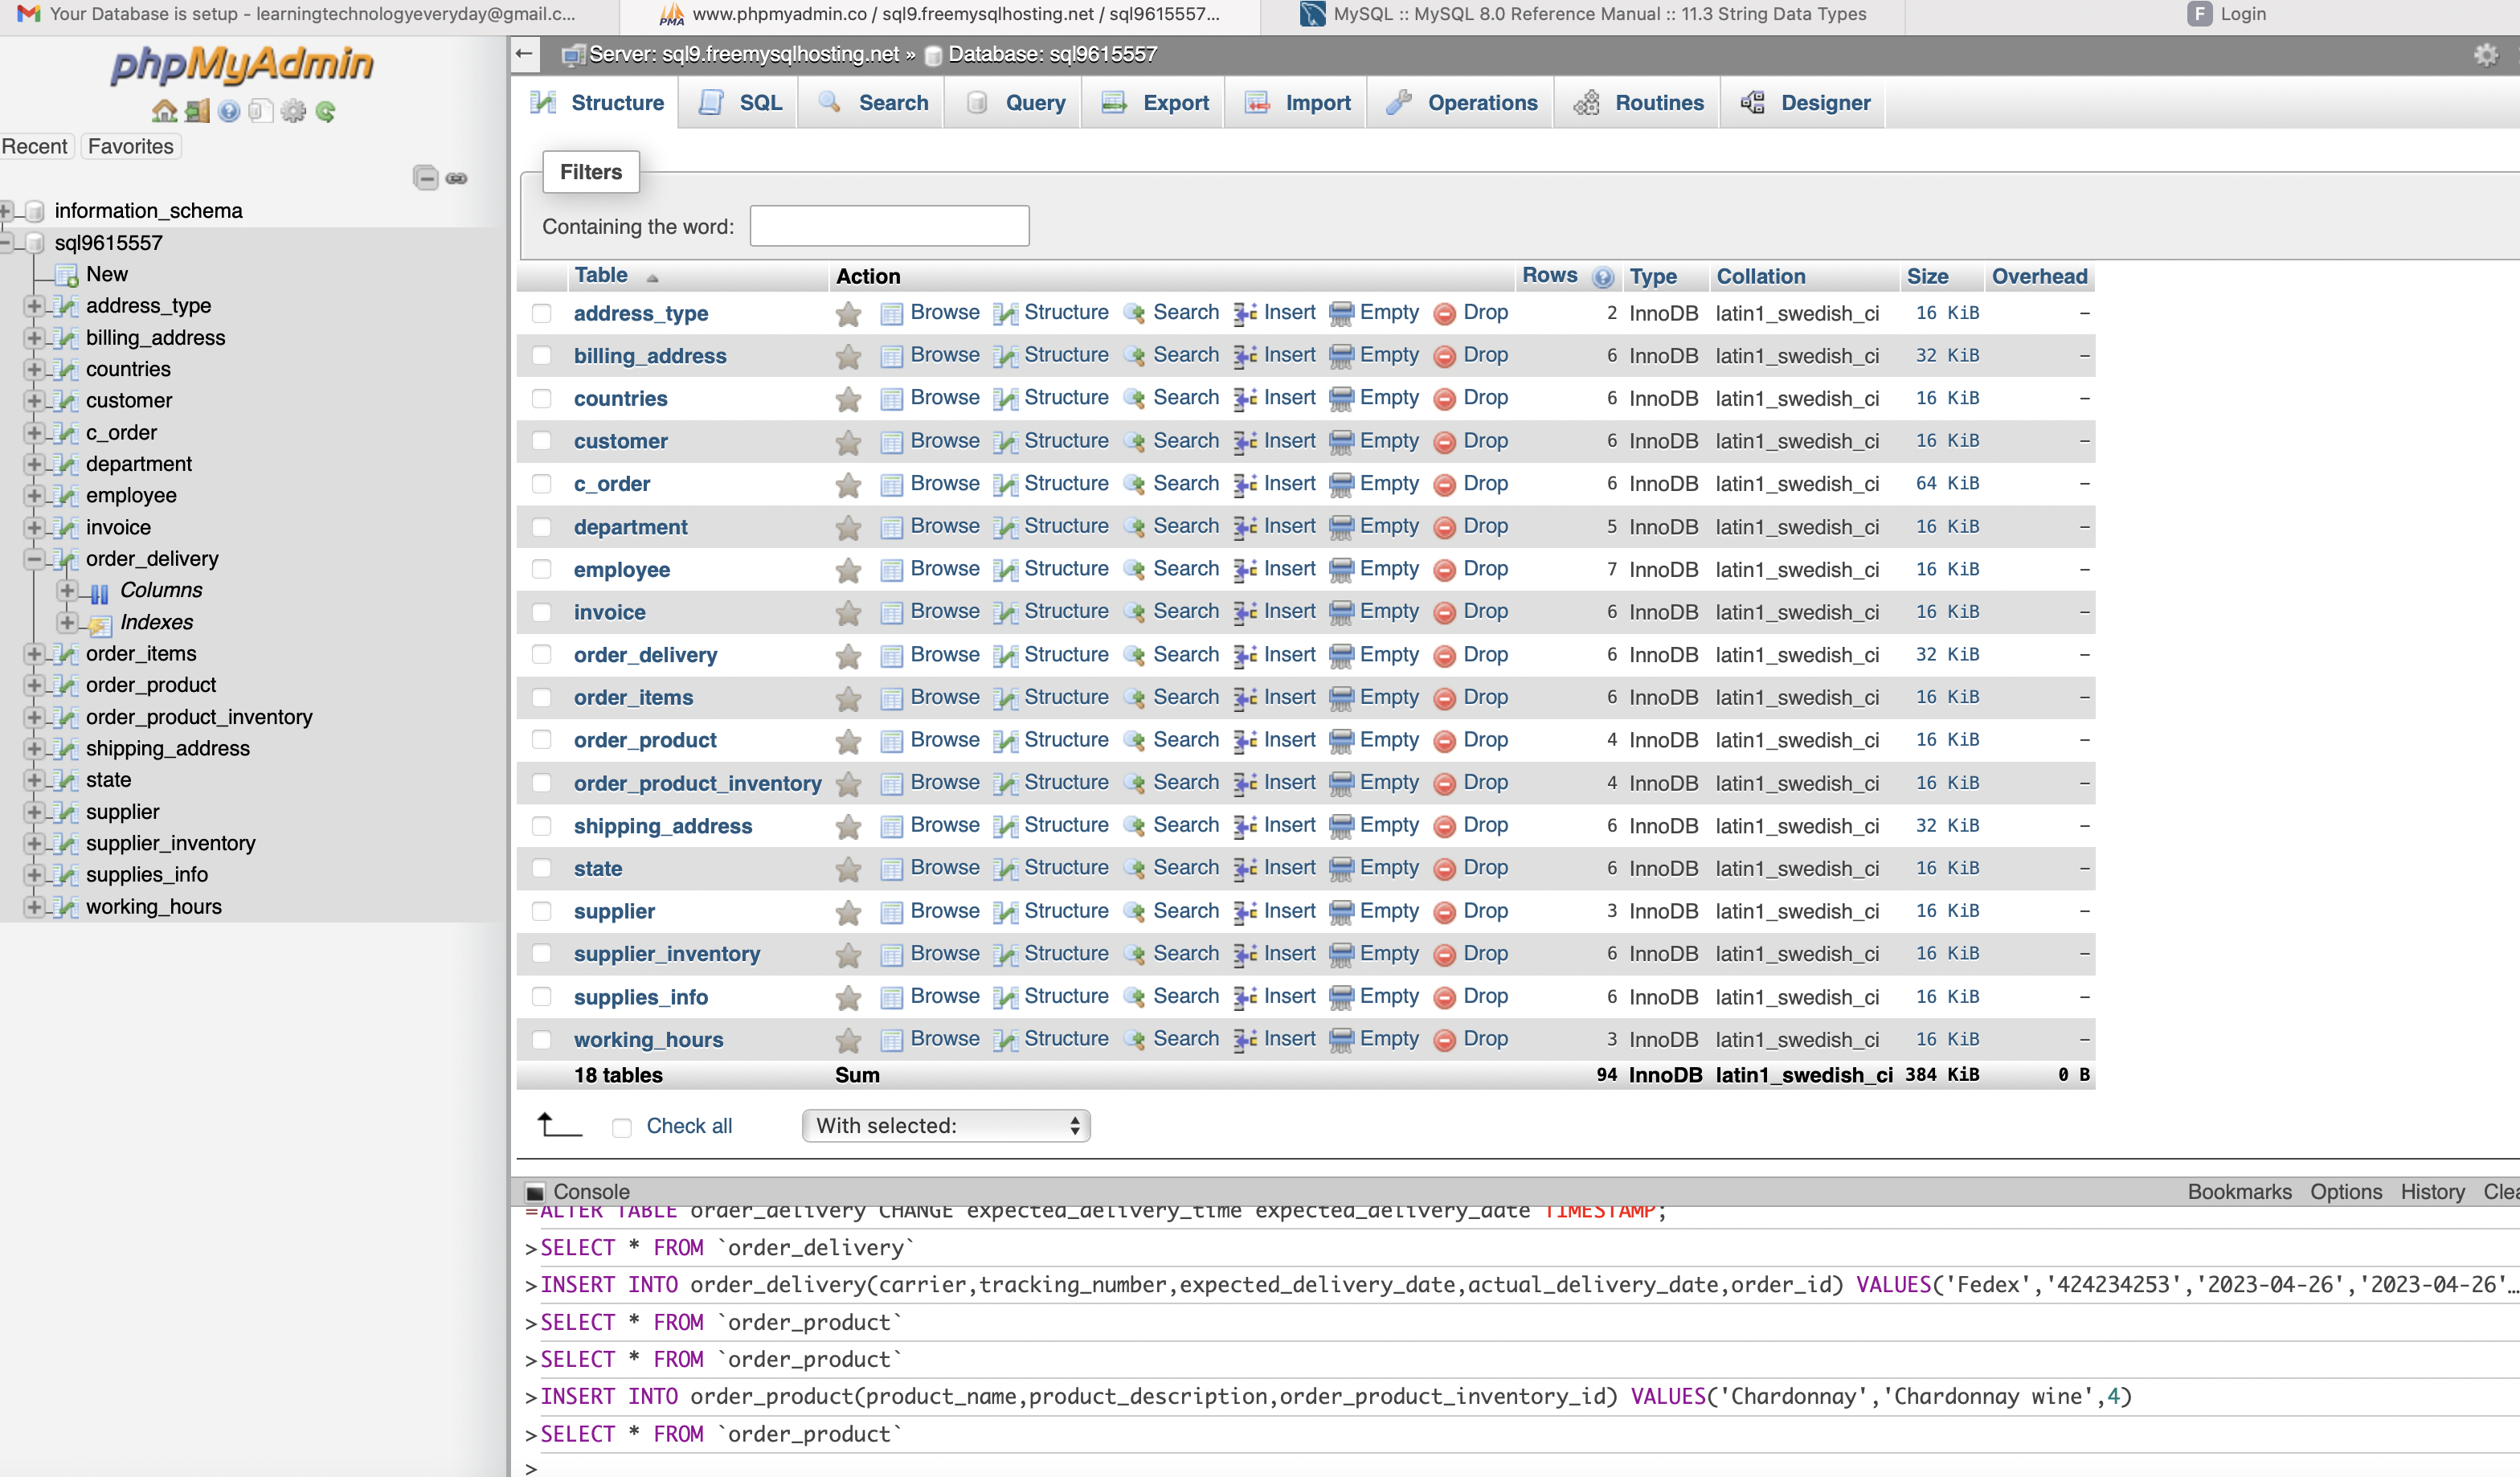 Your Database is setup - learningtechnologyeveryday@gmail.c...
www.phpmyadmin.co / sql9.freemysqlhosting.net / sql9615557...
MySQL :: MySQL 8.0 Reference Manual :: 11.3 String Data Types
F Login
PMA
phpMyAdmin
Recent Favorites
information_schema
sql9615557
New
address_type
billing_address
countries
customer
c_order
department
employee
invoice
order_delivery
Columns
Indexes
order_items
order_product
order_product_inventory
shipping_address
state
supplier
supplier_inventory
supplies_info
working_hours
Server: sql9.freemysqlhosting.net » Database: sql9615557
Structure SQL Search Query Export Import Operations Routines Designer
Filters
Containing the word:
Table Action Rows Type Collation Size Overhead
address_type Browse Structure Search Insert Empty Drop 2 InnoDB latin1_swedish_ci 16 KiB –
billing_address Browse Structure Search Insert Empty Drop 6 InnoDB latin1_swedish_ci 32 KiB –
countries Browse Structure Search Insert Empty Drop 6 InnoDB latin1_swedish_ci 16 KiB –
customer Browse Structure Search Insert Empty Drop 6 InnoDB latin1_swedish_ci 16 KiB –
c_order Browse Structure Search Insert Empty Drop 6 InnoDB latin1_swedish_ci 64 KiB –
department Browse Structure Search Insert Empty Drop 5 InnoDB latin1_swedish_ci 16 KiB –
employee Browse Structure Search Insert Empty Drop 7 InnoDB latin1_swedish_ci 16 KiB –
invoice Browse Structure Search Insert Empty Drop 6 InnoDB latin1_swedish_ci 16 KiB –
order_delivery Browse Structure Search Insert Empty Drop 6 InnoDB latin1_swedish_ci 32 KiB –
order_items Browse Structure Search Insert Empty Drop 6 InnoDB latin1_swedish_ci 16 KiB –
order_product Browse Structure Search Insert Empty Drop 4 InnoDB latin1_swedish_ci 16 KiB –
order_product_inventory Browse Structure Search Insert Empty Drop 4 InnoDB latin1_swedish_ci 16 KiB –
shipping_address Browse Structure Search Insert Empty Drop 6 InnoDB latin1_swedish_ci 32 KiB –
state Browse Structure Search Insert Empty Drop 6 InnoDB latin1_swedish_ci 16 KiB –
supplier Browse Structure Search Insert Empty Drop 3 InnoDB latin1_swedish_ci 16 KiB –
supplier_inventory Browse Structure Search Insert Empty Drop 6 InnoDB latin1_swedish_ci 16 KiB –
supplies_info Browse Structure Search Insert Empty Drop 6 InnoDB latin1_swedish_ci 16 KiB –
working_hours Browse Structure Search Insert Empty Drop 3 InnoDB latin1_swedish_ci 16 KiB –
18 tables Sum 94 InnoDB latin1_swedish_ci 384 KiB 0 B
Check all With selected:
Console Bookmarks Options History Clea
=ALTER TABLE order_delivery CHANGE expected_delivery_time expected_delivery_date TIMESTAMP;
>SELECT * FROM `order_delivery`
>INSERT INTO order_delivery(carrier,tracking_number,expected_delivery_date,actual_delivery_date,order_id) VALUES('Fedex','424234253','2023-04-26','2023-04-26'...
>SELECT * FROM `order_product`
>SELECT * FROM `order_product`
>INSERT INTO order_product(product_name,product_description,order_product_inventory_id) VALUES('Chardonnay','Chardonnay wine',4)
>SELECT * FROM `order_product`
>